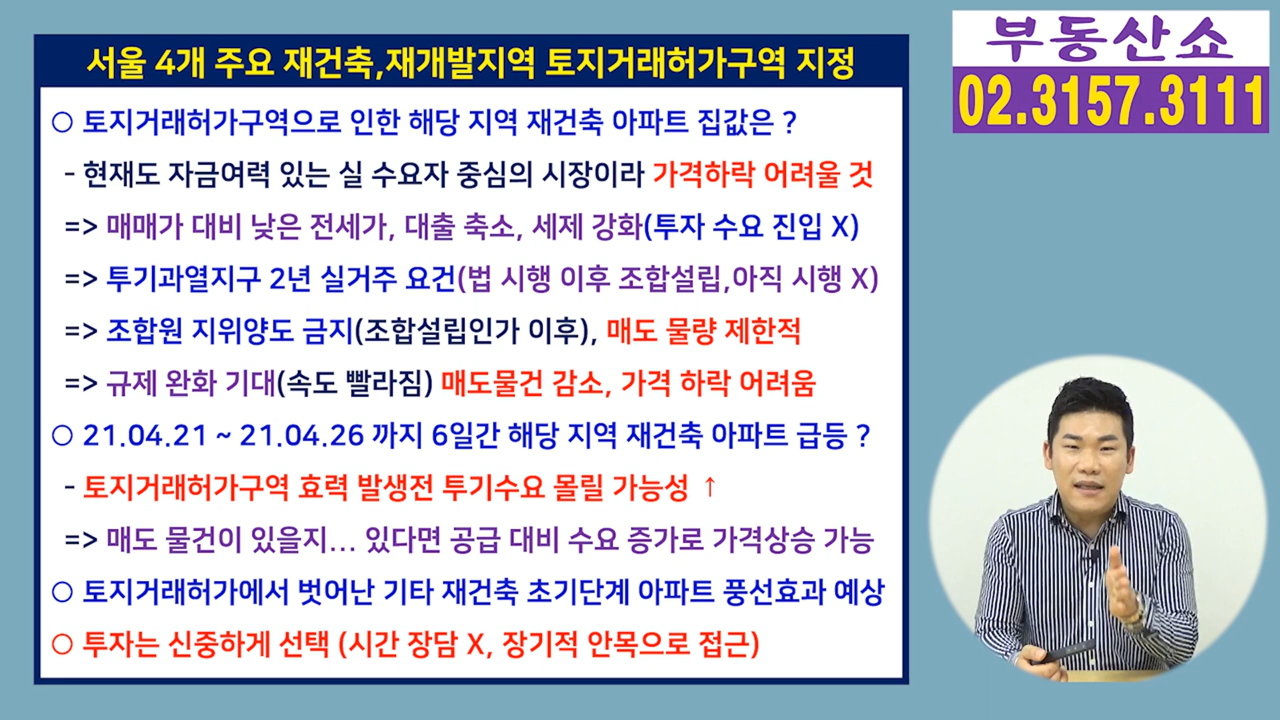 서울 4개 주요 재건축,재개발지역 토지거래허가구역 지정
○ 토지거래허가구역으로 인한 해당 지역 재건축 아파트 집값은 ?
- 현재도 자금여력 있는 실 수요자 중심의 시장이라 가격하락 어려울 것
=> 매매가 대비 낮은 전세가, 대출 축소, 세제 강화(투자 수요 진입 X)
=> 투기과열지구 2년 실거주 요건(법 시행 이후 조합설립,아직 시행 X)
=> 조합원 지위양도 금지(조합설립인가 이후), 매도 물량 제한적
=> 규제 완화 기대(속도 빨라짐) 매도물건 감소, 가격 하락 어려움
○ 21.04.21 ~ 21.04.26 까지 6일간 해당 지역 재건축 아파트 급등 ?
- 토지거래허가구역 효력 발생전 투기수요 몰릴 가능성 ↑
=> 매도 물건이 있을지... 있다면 공급 대비 수요 증가로 가격상승 가능
○ 토지거래허가에서 벗어난 기타 재건축 초기단계 아파트 풍선효과 예상
○ 투자는 신중하게 선택 (시간 장담 X, 장기적 안목으로 접근)
부동산쇼
02.3157.3111